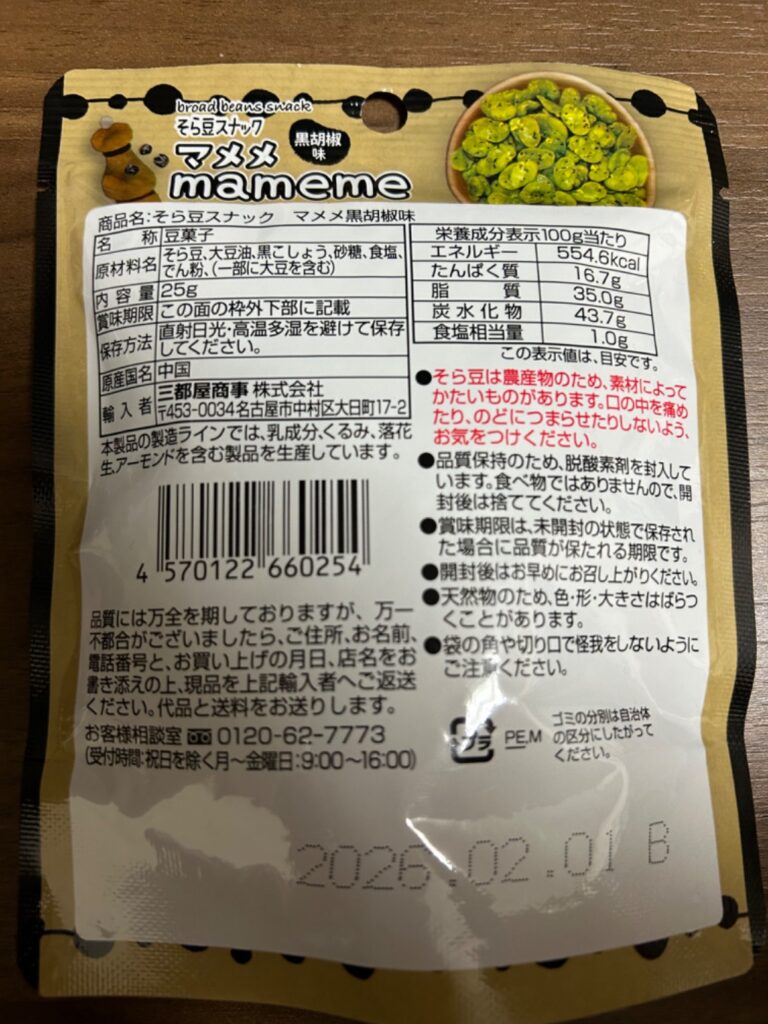 broad beans snack
そら豆スナック
マメメ
黒胡椒
味
mameme
商品名:そら豆スナック マメメ黒胡椒味
名 称 豆菓子
原材料名 そら豆、大豆油、黒こしょう、砂糖、食塩、
でん粉、(一部に大豆を含む)
内容量 25g
賞味期限 この面の枠外下部に記載
保存方法 直射日光・高温多湿を避けて保存
してください。
原産国名 中国
輸入者 三都屋商事 株式会社
〒453-0034 名古屋市中村区大日町17-2
本製品の製造ラインでは、乳成分、くるみ、落花
生、アーモンドを含む製品を生産しています。
4 570122 660254
品質には万全を期しておりますが、万一
不都合がございましたら、ご住所、お名前、
電話番号と、お買い上げの月日、店名をお
書き添えの上、現品を上記輸入者へご返送
ください。代品と送料をお送りします。
お客様相談室 0120-62-7773
(受付時間:祝日を除く月~金曜日:9:00~16:00)
栄養成分表示100g当たり
エネルギー 554.6kcal
たんぱく質 16.7g
脂 質 35.0g
炭水化物 43.7g
食塩相当量 1.0g
この表示値は、目安です。
●そら豆は農産物のため、素材によって
かたいものがあります。口の中を痛め
たり、のどにつまらせたりしないよう、
お気をつけください。
●品質保持のため、脱酸素剤を封入して
います。食べ物ではありませんので、開
封後は捨ててください。
●賞味期限は、未開封の状態で保存され
た場合に品質が保たれる期限です。
●開封後はお早めにお召し上がりください。
●天然物のため、色・形・大きさはばらつ
くことがあります。
●袋の角や切り口で怪我をしないように
ご注意ください。
プラ
PE,M
ゴミの分別は自治体
の区分にしたがって
ください。
2026.02.01 B